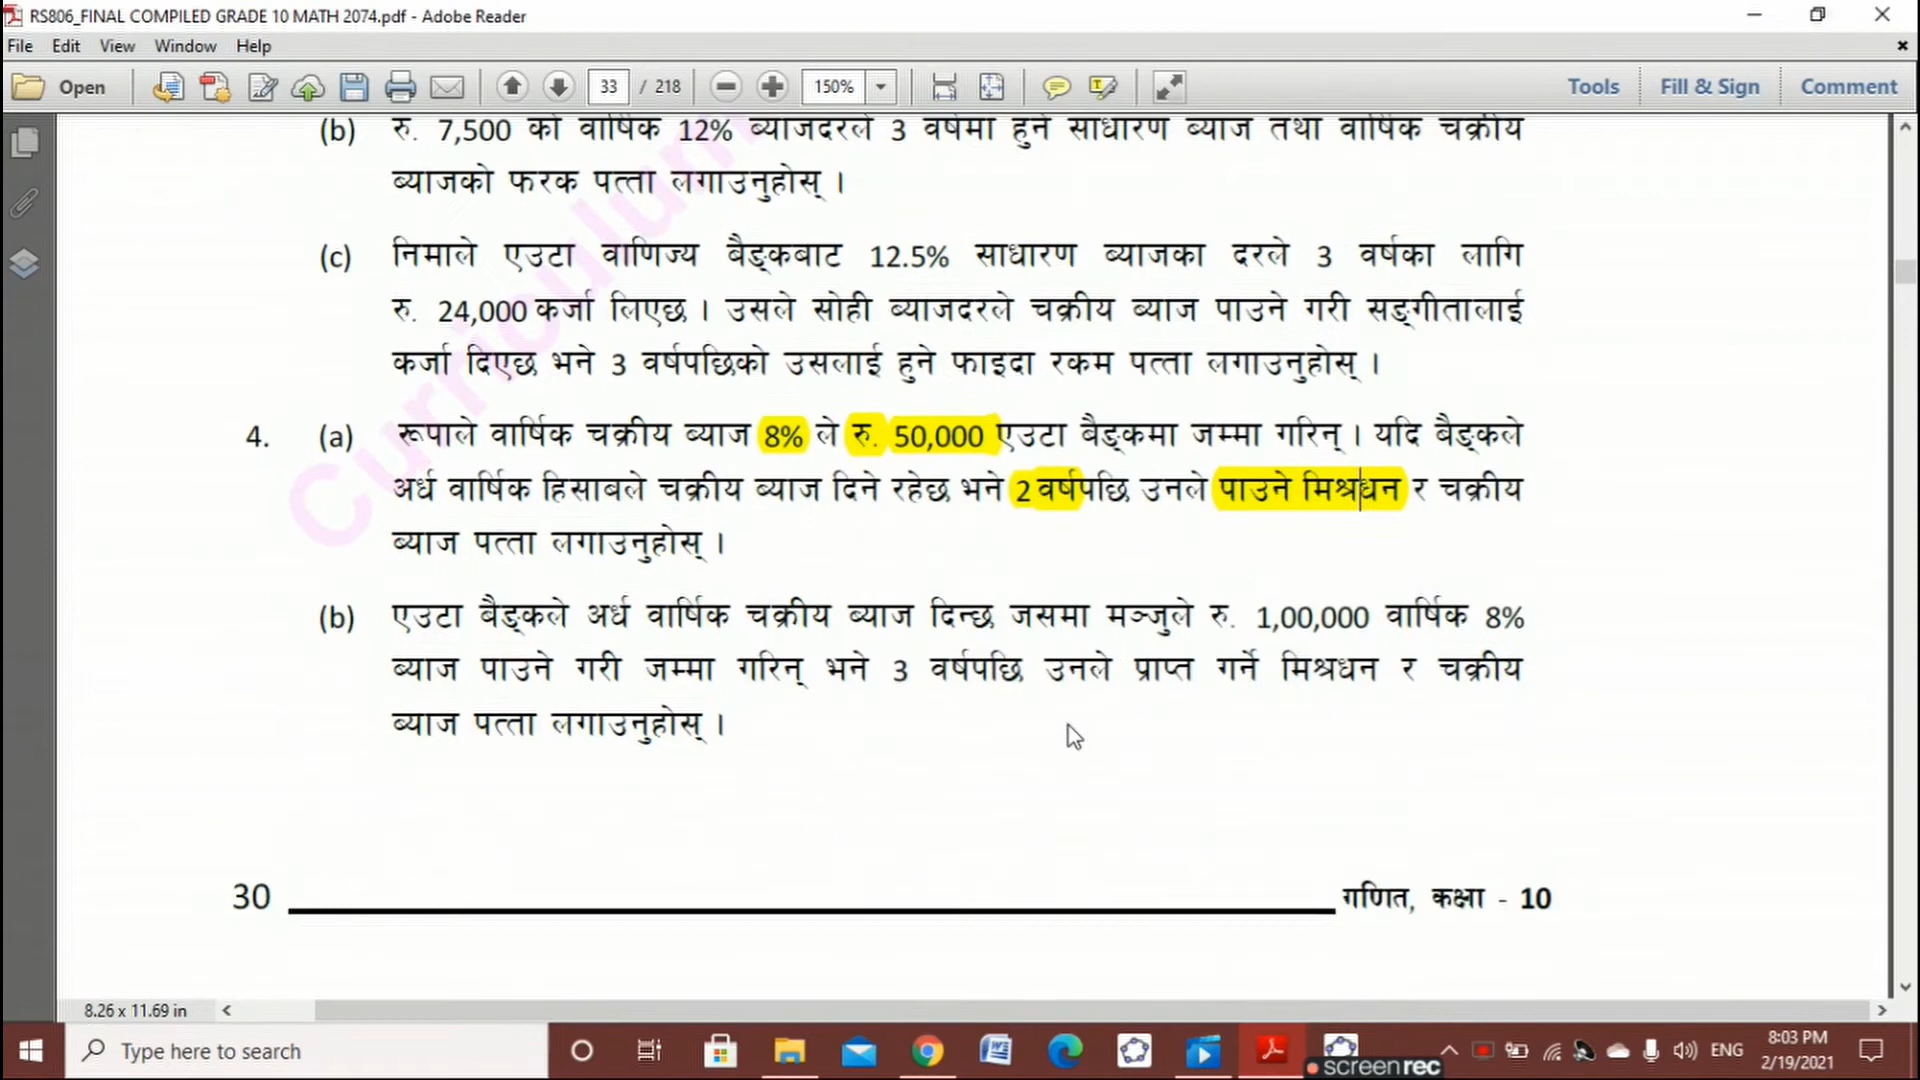 RS806_FINAL COMPILED GRADE 10 MATH 2074.pdf - Adobe Reader
File Edit View Window Help
Open 33 / 218 150% Tools Fill & Sign Comment
(b) रु. 7,500 को वार्षिक 12% ब्याजदरले 3 वर्षमा हुने साधारण ब्याज तथा वार्षिक चक्रीय
ब्याजको फरक पत्ता लगाउनुहोस् ।
(c) निमाले एउटा वाणिज्य बैङ्कबाट 12.5% साधारण ब्याजका दरले 3 वर्षका लागि
रु. 24,000 कर्जा लिएछ । उसले सोही ब्याजदरले चक्रीय ब्याज पाउने गरी सङ्गीतालाई
कर्जा दिएछ भने 3 वर्षपछिको उसलाई हुने फाइदा रकम पत्ता लगाउनुहोस् ।
4. (a) रूपाले वार्षिक चक्रीय ब्याज 8% ले रु. 50,000 एउटा बैङ्कमा जम्मा गरिन् । यदि बैङ्कले
अर्ध वार्षिक हिसाबले चक्रीय ब्याज दिने रहेछ भने 2 वर्षपछि उनले पाउने मिश्रधन र चक्रीय
ब्याज पत्ता लगाउनुहोस् ।
(b) एउटा बैङ्कले अर्ध वार्षिक चक्रीय ब्याज दिन्छ जसमा मञ्जुले रु. 1,00,000 वार्षिक 8%
ब्याज पाउने गरी जम्मा गरिन् भने 3 वर्षपछि उनले प्राप्त गर्ने मिश्रधन र चक्रीय
ब्याज पत्ता लगाउनुहोस् ।
Curriculum
30 गणित, कक्षा - 10
8.26 x 11.69 in
Type here to search
screenrec
ENG
8:03 PM
2/19/2021